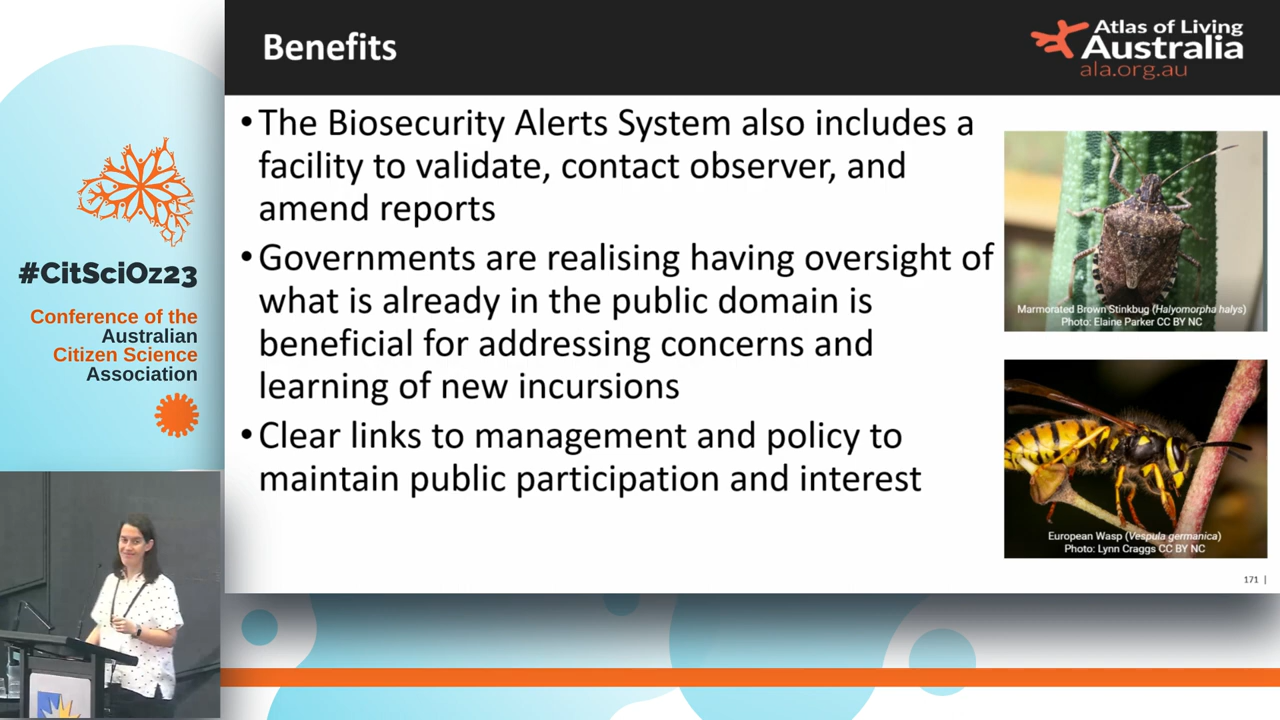 Benefits
Atlas of Living
Australia
ala.org.au
•The Biosecurity Alerts System also includes a
facility to validate, contact observer, and
amend reports
•Governments are realising having oversight of
what is already in the public domain is
beneficial for addressing concerns and
learning of new incursions
•Clear links to management and policy to
maintain public participation and interest
Marmorated Brown Stinkbug (Halyomorpha halys)
Photo: Elaine Parker CC BY NC
European Wasp (Vespula germanica)
Photo: Lynn Craggs CC BY NC
171 |
#CitSciOz23
Conference of the
Australian
Citizen Science
Association